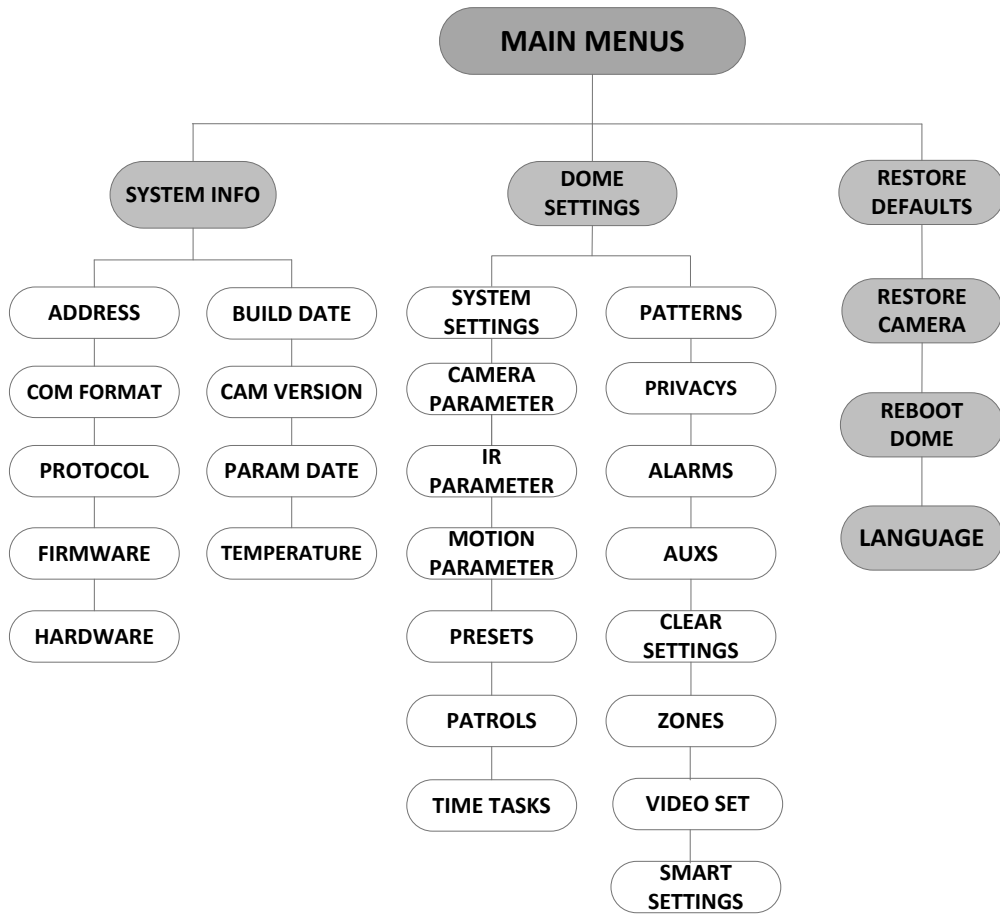 MAIN MENUS
SYSTEM INFO
ADDRESS
COM FORMAT
PROTOCOL
FIRMWARE
HARDWARE
BUILD DATE
CAM VERSION
PARAM DATE
TEMPERATURE
DOME
SETTINGS
SYSTEM
SETTINGS
CAMERA
PARAMETER
IR
PARAMETER
MOTION
PARAMETER
PRESETS
PATROLS
TIME TASKS
PATTERNS
PRIVACYS
ALARMS
AUXS
CLEAR
SETTINGS
ZONES
VIDEO SET
SMART
SETTINGS
RESTORE
DEFAULTS
RESTORE
CAMERA
REBOOT
DOME
LANGUAGE